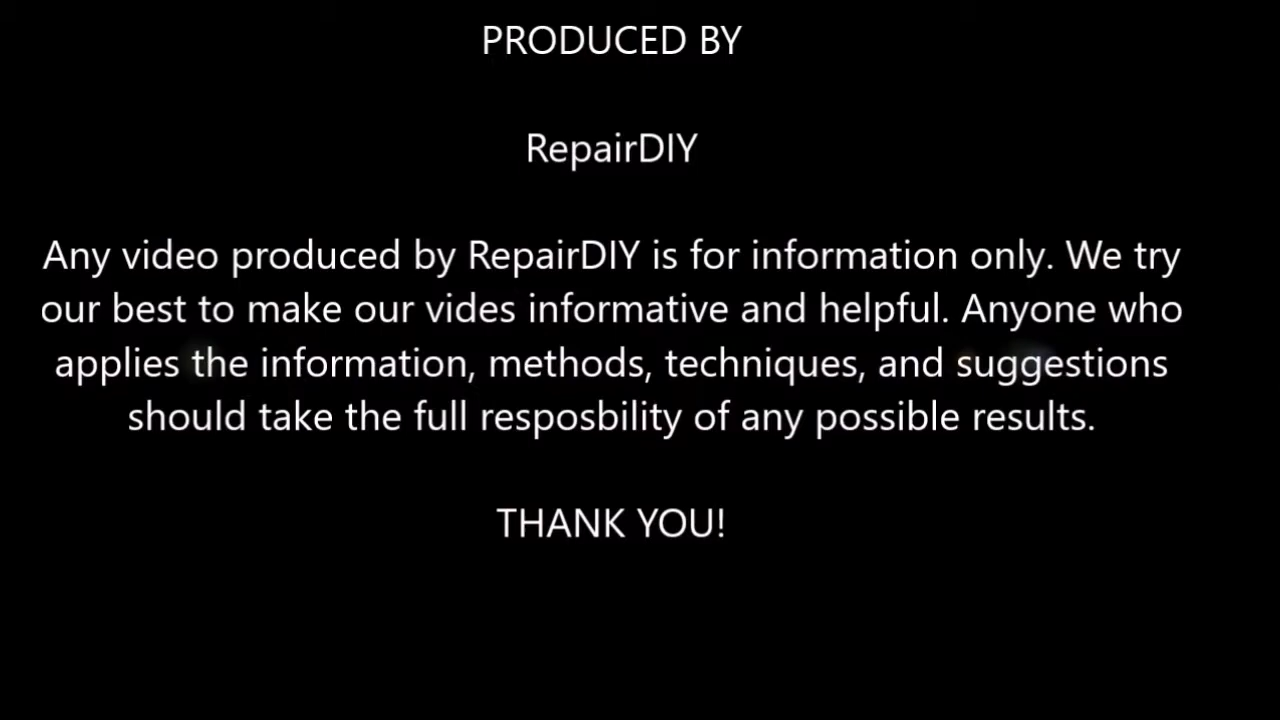 PRODUCED BY
RepairDIY
Any video produced by RepairDIY is for information only. We try
our best to make our vides informative and helpful. Anyone who
applies the information, methods, techniques, and suggestions
should take the full resposbility of any possible results.
THANK YOU!